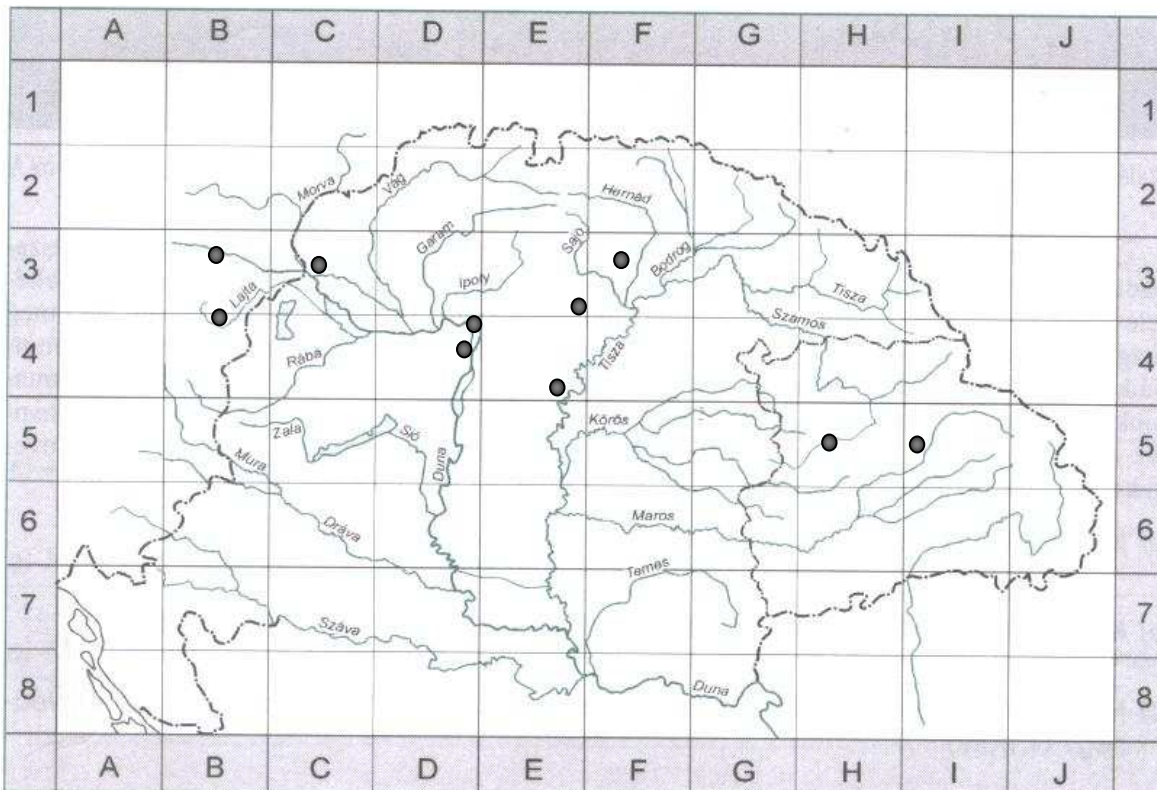 A B C D E F G H I J
1 1
Morva
Vág
2 Hernád 2
Garam
Sajó
Bodrog
3 Lajta Ipoly Tisza 3
Szamos
4 Rába Tisza 4
5 Zala Sió Körös 5
Mura Duna
6 Dráva Maros 6
Temes
7 Száva 7
8 Duna 8
A B C D E F G H I J